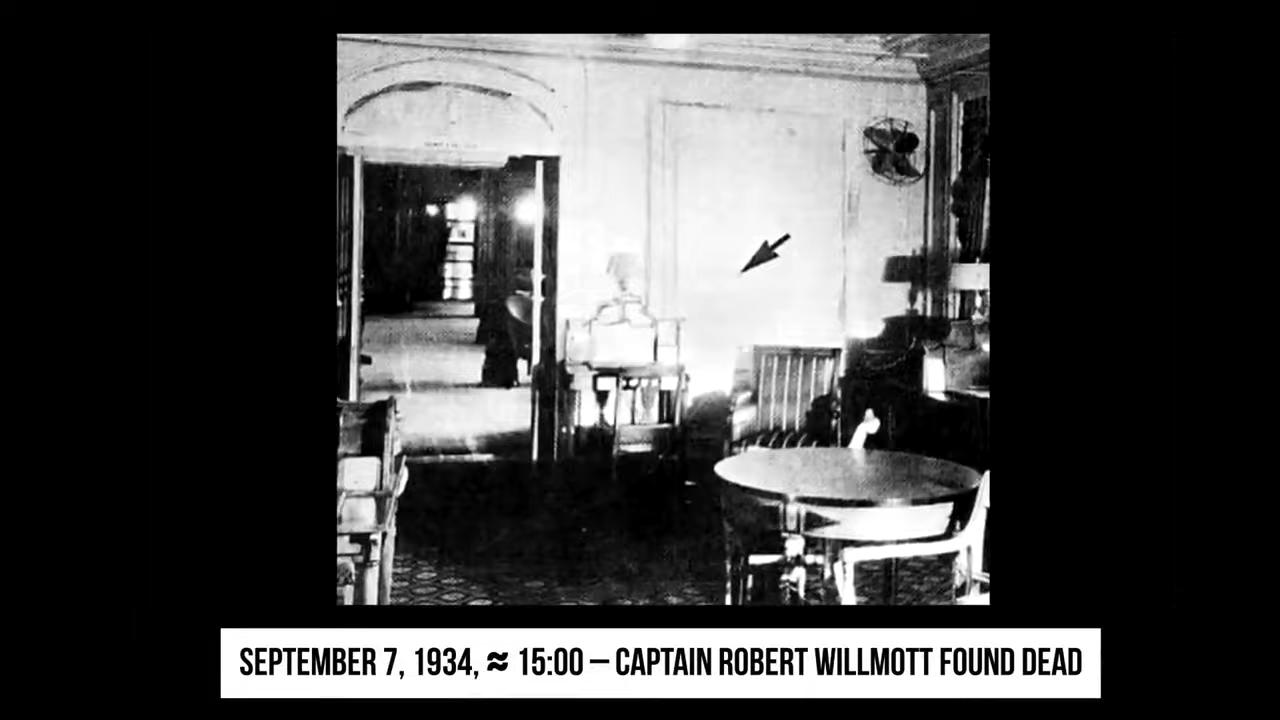 SEPTEMBER 7, 1934, ≈ 15:00 – CAPTAIN ROBERT WILLMOTT FOUND DEAD